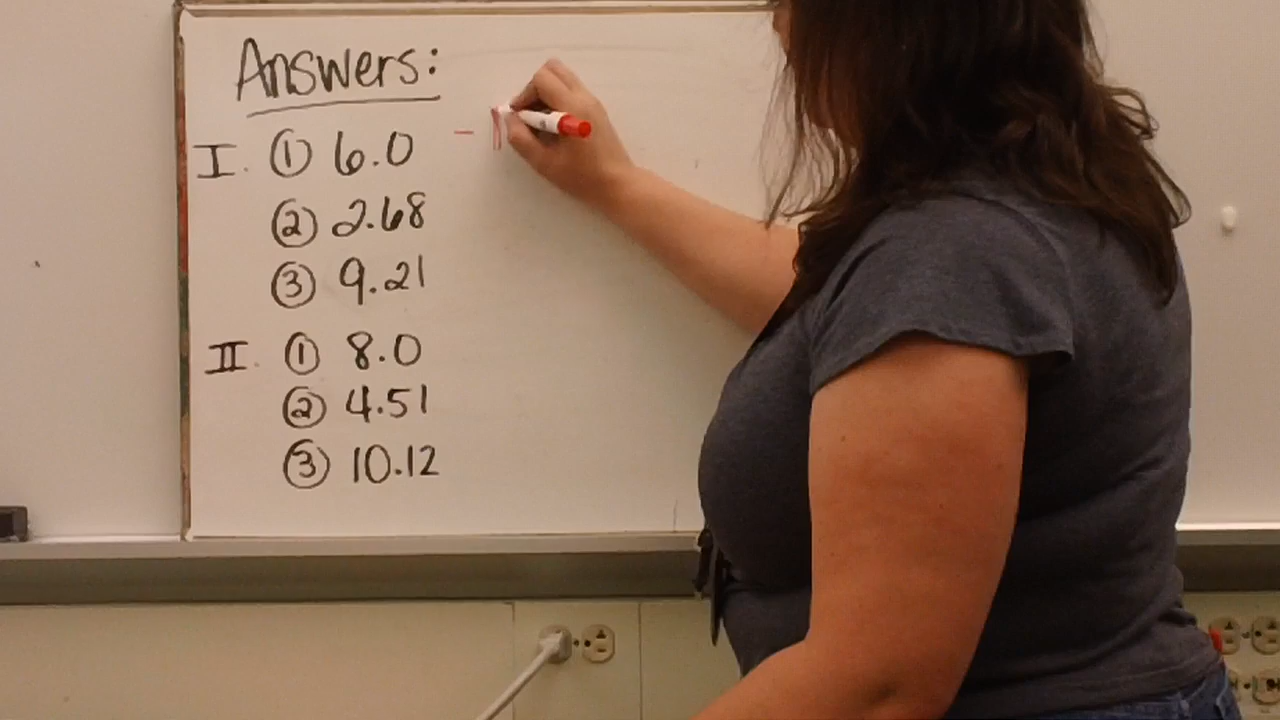 Answers:
I. ① 6.0 -
② 2.68
③ 9.21
II. ① 8.0
② 4.51
③ 10.12